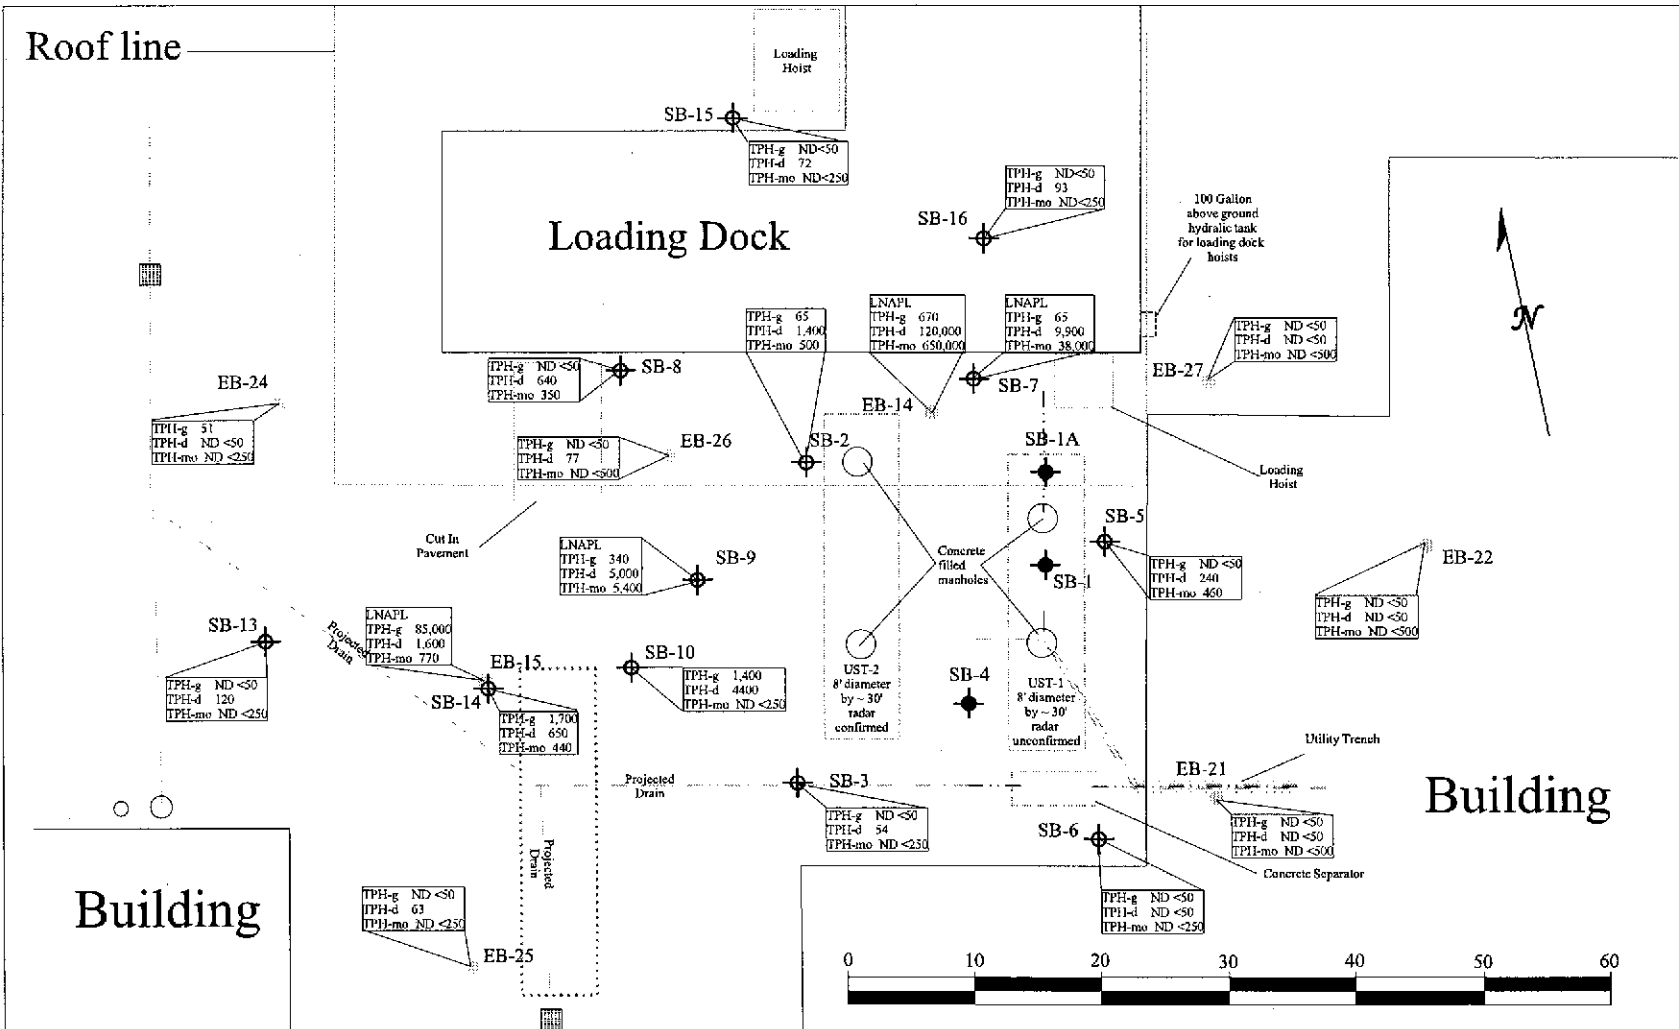 Roof line
Loading
Hoist
SB-15
TPH-g ND<50
TPH-d 72
TPH-mo ND<250
TPH-g ND<50
TPH-d 93
TPH-mo ND<250
SB-16
100 Gallon
above ground
hydralic tank
for loading dock
hoists
Loading Dock
N
TPH-g 65
TPH-d 1,400
TPH-mo 500
LNAPL
TPH-g 670
TPH-d 120,000
TPH-mo 650,000
LNAPL
TPH-g 65
TPH-d 9,900
TPH-mo 38,000
TPH-g ND <50
TPH-d ND <50
TPH-mo ND <500
EB-27
TPH-g ND <50
TPH-d 640
TPH-mo 350
SB-8
SB-7
EB-24
EB-14
TPH-g 51
TPH-d ND <50
TPH-mo ND <250
TPH-g ND <50
TPH-d 77
TPH-mo ND <500
EB-26
SB-2
SB-1A
Loading
Hoist
Cut In
Pavement
SB-5
LNAPL
TPH-g 340
TPH-d 5,000
TPH-mo 5,400
SB-9
Concrete
filled
manholes
SB-1
TPH-g ND <50
TPH-d 240
TPH-mo 460
EB-22
TPH-g ND <50
TPH-d ND <50
TPH-mo ND <500
SB-13
Projected
Drain
LNAPL
TPH-g 85,000
TPH-d 1,600
TPH-mo 770
EB-15
SB-14
SB-10
TPH-g 1,400
TPH-d 4400
TPH-mo ND <250
UST-2
8' diameter
by ~ 30'
radar
confirmed
SB-4
UST-1
8' diameter
by ~ 30'
radar
unconfirmed
TPH-g ND <50
TPH-d 120
TPH-mo ND <250
TPH-g 1,700
TPH-d 650
TPH-mo 440
Utility Trench
Projected
Drain
SB-3
EB-21
Building
TPH-g ND <50
TPH-d 54
TPH-mo ND <250
SB-6
TPH-g ND <50
TPH-d ND <50
TPH-mo ND <500
Projected
Drain
Concrete Separator
Building
TPH-g ND <50
TPH-d 63
TPH-mo ND <250
EB-25
TPH-g ND <50
TPH-d ND <50
TPH-mo ND <250
0 10 20 30 40 50 60